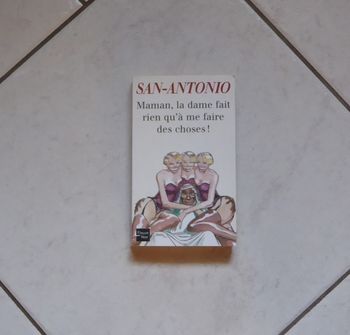 SAN-ANTONIO
Maman, la dame fait
rien qu'à me faire
des choses !